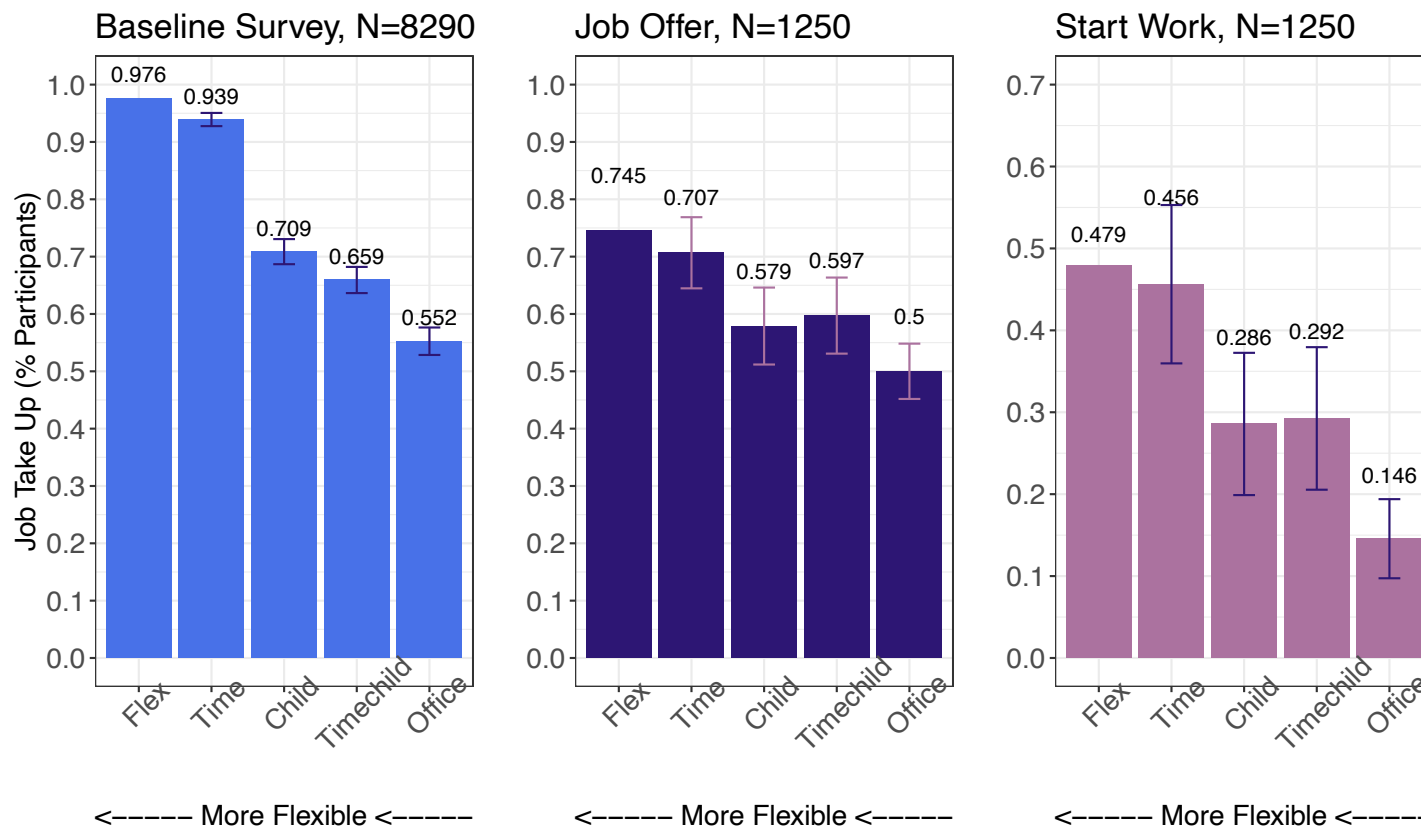 Baseline Survey, N=8290
Job Offer, N=1250
Start Work, N=1250
Job Take Up (% Participants)
1.0
0.9
0.8
0.7
0.6
0.5
0.4
0.3
0.2
0.1
0.0
0.976
0.939
0.709
0.659
0.552
Flex
Time
Child
Timechild
Office
<----- More Flexible <-----
1.0
0.9
0.8
0.7
0.6
0.5
0.4
0.3
0.2
0.1
0.0
0.745
0.707
0.579
0.597
0.5
Flex
Time
Child
Timechild
Office
<----- More Flexible <-----
0.7
0.6
0.5
0.4
0.3
0.2
0.1
0.0
0.479
0.456
0.286
0.292
0.146
Flex
Time
Child
Timechild
Office
<----- More Flexible <-----